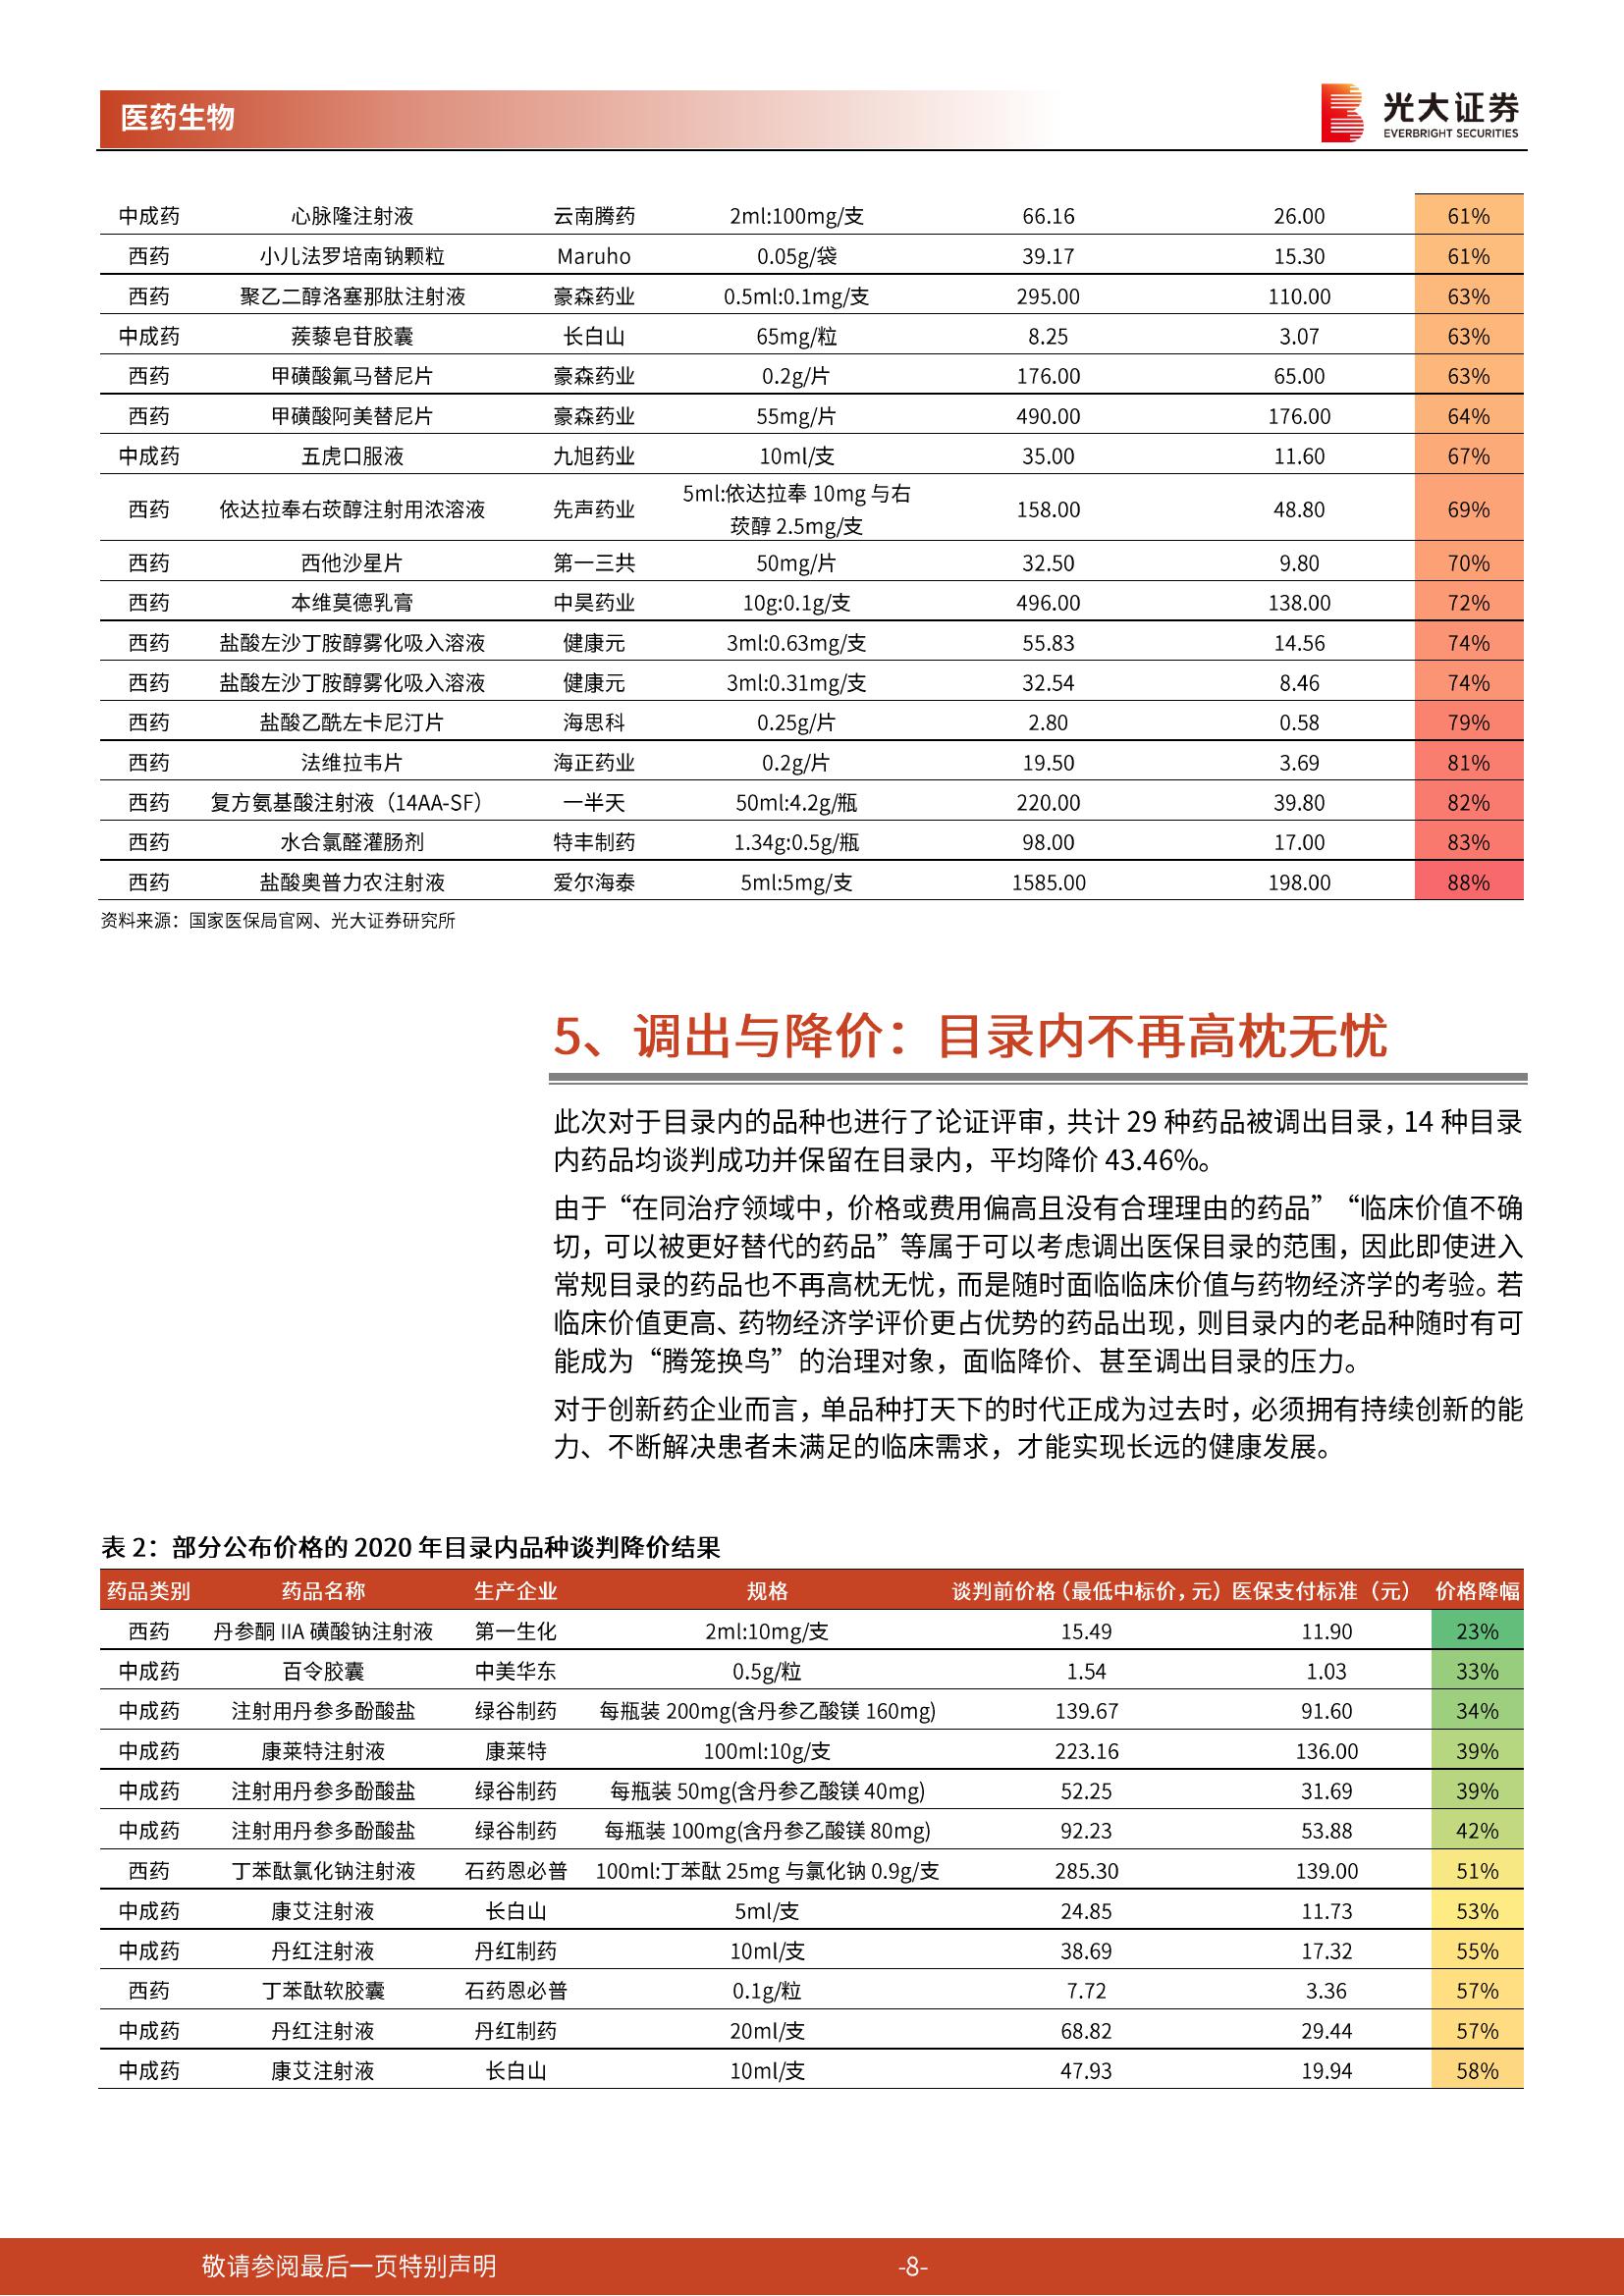 医药生物
光大证券
EVERBRIGHT SECURITIES
中成药 心脉隆注射液 云南腾药 2ml:100mg/支 66.16 26.00 61%
西药 小儿法罗培南钠颗粒 Maruho 0.05g/袋 39.17 15.30 61%
西药 聚乙二醇洛塞那肽注射液 豪森药业 0.5ml:0.1mg/支 295.00 110.00 63%
中成药 蒺藜皂苷胶囊 长白山 65mg/粒 8.25 3.07 63%
西药 甲磺酸氟马替尼片 豪森药业 0.2g/片 176.00 65.00 63%
西药 甲磺酸阿美替尼片 豪森药业 55mg/片 490.00 176.00 64%
中成药 五虎口服液 九旭药业 10ml/支 35.00 11.60 67%
西药 依达拉奉右莰醇注射用浓溶液 先声药业 5ml:依达拉奉 10mg 与右
莰醇 2.5mg/支 158.00 48.80 69%
西药 西他沙星片 第一三共 50mg/片 32.50 9.80 70%
西药 本维莫德乳膏 中昊药业 10g:0.1g/支 496.00 138.00 72%
西药 盐酸左沙丁胺醇雾化吸入溶液 健康元 3ml:0.63mg/支 55.83 14.56 74%
西药 盐酸左沙丁胺醇雾化吸入溶液 健康元 3ml:0.31mg/支 32.54 8.46 74%
西药 盐酸乙酰左卡尼汀片 海思科 0.25g/片 2.80 0.58 79%
西药 法维拉韦片 海正药业 0.2g/片 19.50 3.69 81%
西药 复方氨基酸注射液（14AA-SF） 一半天 50ml:4.2g/瓶 220.00 39.80 82%
西药 水合氯醛灌肠剂 特丰制药 1.34g:0.5g/瓶 98.00 17.00 83%
西药 盐酸奥普力农注射液 爱尔海泰 5ml:5mg/支 1585.00 198.00 88%
资料来源：国家医保局官网、光大证券研究所
5、调出与降价：目录内不再高枕无忧
此次对于目录内的品种也进行了论证评审，共计 29 种药品被调出目录，14 种目录
内药品均谈判成功并保留在目录内，平均降价 43.46%。
由于“在同治疗领域中，价格或费用偏高且没有合理理由的药品”“临床价值不确
切，可以被更好替代的药品”等属于可以考虑调出医保目录的范围，因此即使进入
常规目录的药品也不再高枕无忧，而是随时面临临床价值与药物经济学的考验。若
临床价值更高、药物经济学评价更占优势的药品出现，则目录内的老品种随时有可
能成为“腾笼换鸟”的治理对象，面临降价、甚至调出目录的压力。
对于创新药企业而言，单品种打天下的时代正成为过去时，必须拥有持续创新的能
力、不断解决患者未满足的临床需求，才能实现长远的健康发展。
表 2：部分公布价格的 2020 年目录内品种谈判降价结果
药品类别 药品名称 生产企业 规格 谈判前价格（最低中标价，元） 医保支付标准（元） 价格降幅
西药 丹参酮 IIA 磺酸钠注射液 第一生化 2ml:10mg/支 15.49 11.90 23%
中成药 百令胶囊 中美华东 0.5g/粒 1.54 1.03 33%
中成药 注射用丹参多酚酸盐 绿谷制药 每瓶装 200mg(含丹参乙酸镁 160mg) 139.67 91.60 34%
中成药 康莱特注射液 康莱特 100ml:10g/支 223.16 136.00 39%
中成药 注射用丹参多酚酸盐 绿谷制药 每瓶装 50mg(含丹参乙酸镁 40mg) 52.25 31.69 39%
中成药 注射用丹参多酚酸盐 绿谷制药 每瓶装 100mg(含丹参乙酸镁 80mg) 92.23 53.88 42%
西药 丁苯酞氯化钠注射液 石药恩必普 100ml:丁苯酞 25mg 与氯化钠 0.9g/支 285.30 139.00 51%
中成药 康艾注射液 长白山 5ml/支 24.85 11.73 53%
中成药 丹红注射液 丹红制药 10ml/支 38.69 17.32 55%
西药 丁苯酞软胶囊 石药恩必普 0.1g/粒 7.72 3.36 57%
中成药 丹红注射液 丹红制药 20ml/支 68.82 29.44 57%
中成药 康艾注射液 长白山 10ml/支 47.93 19.94 58%
敬请参阅最后一页特别声明 -8-